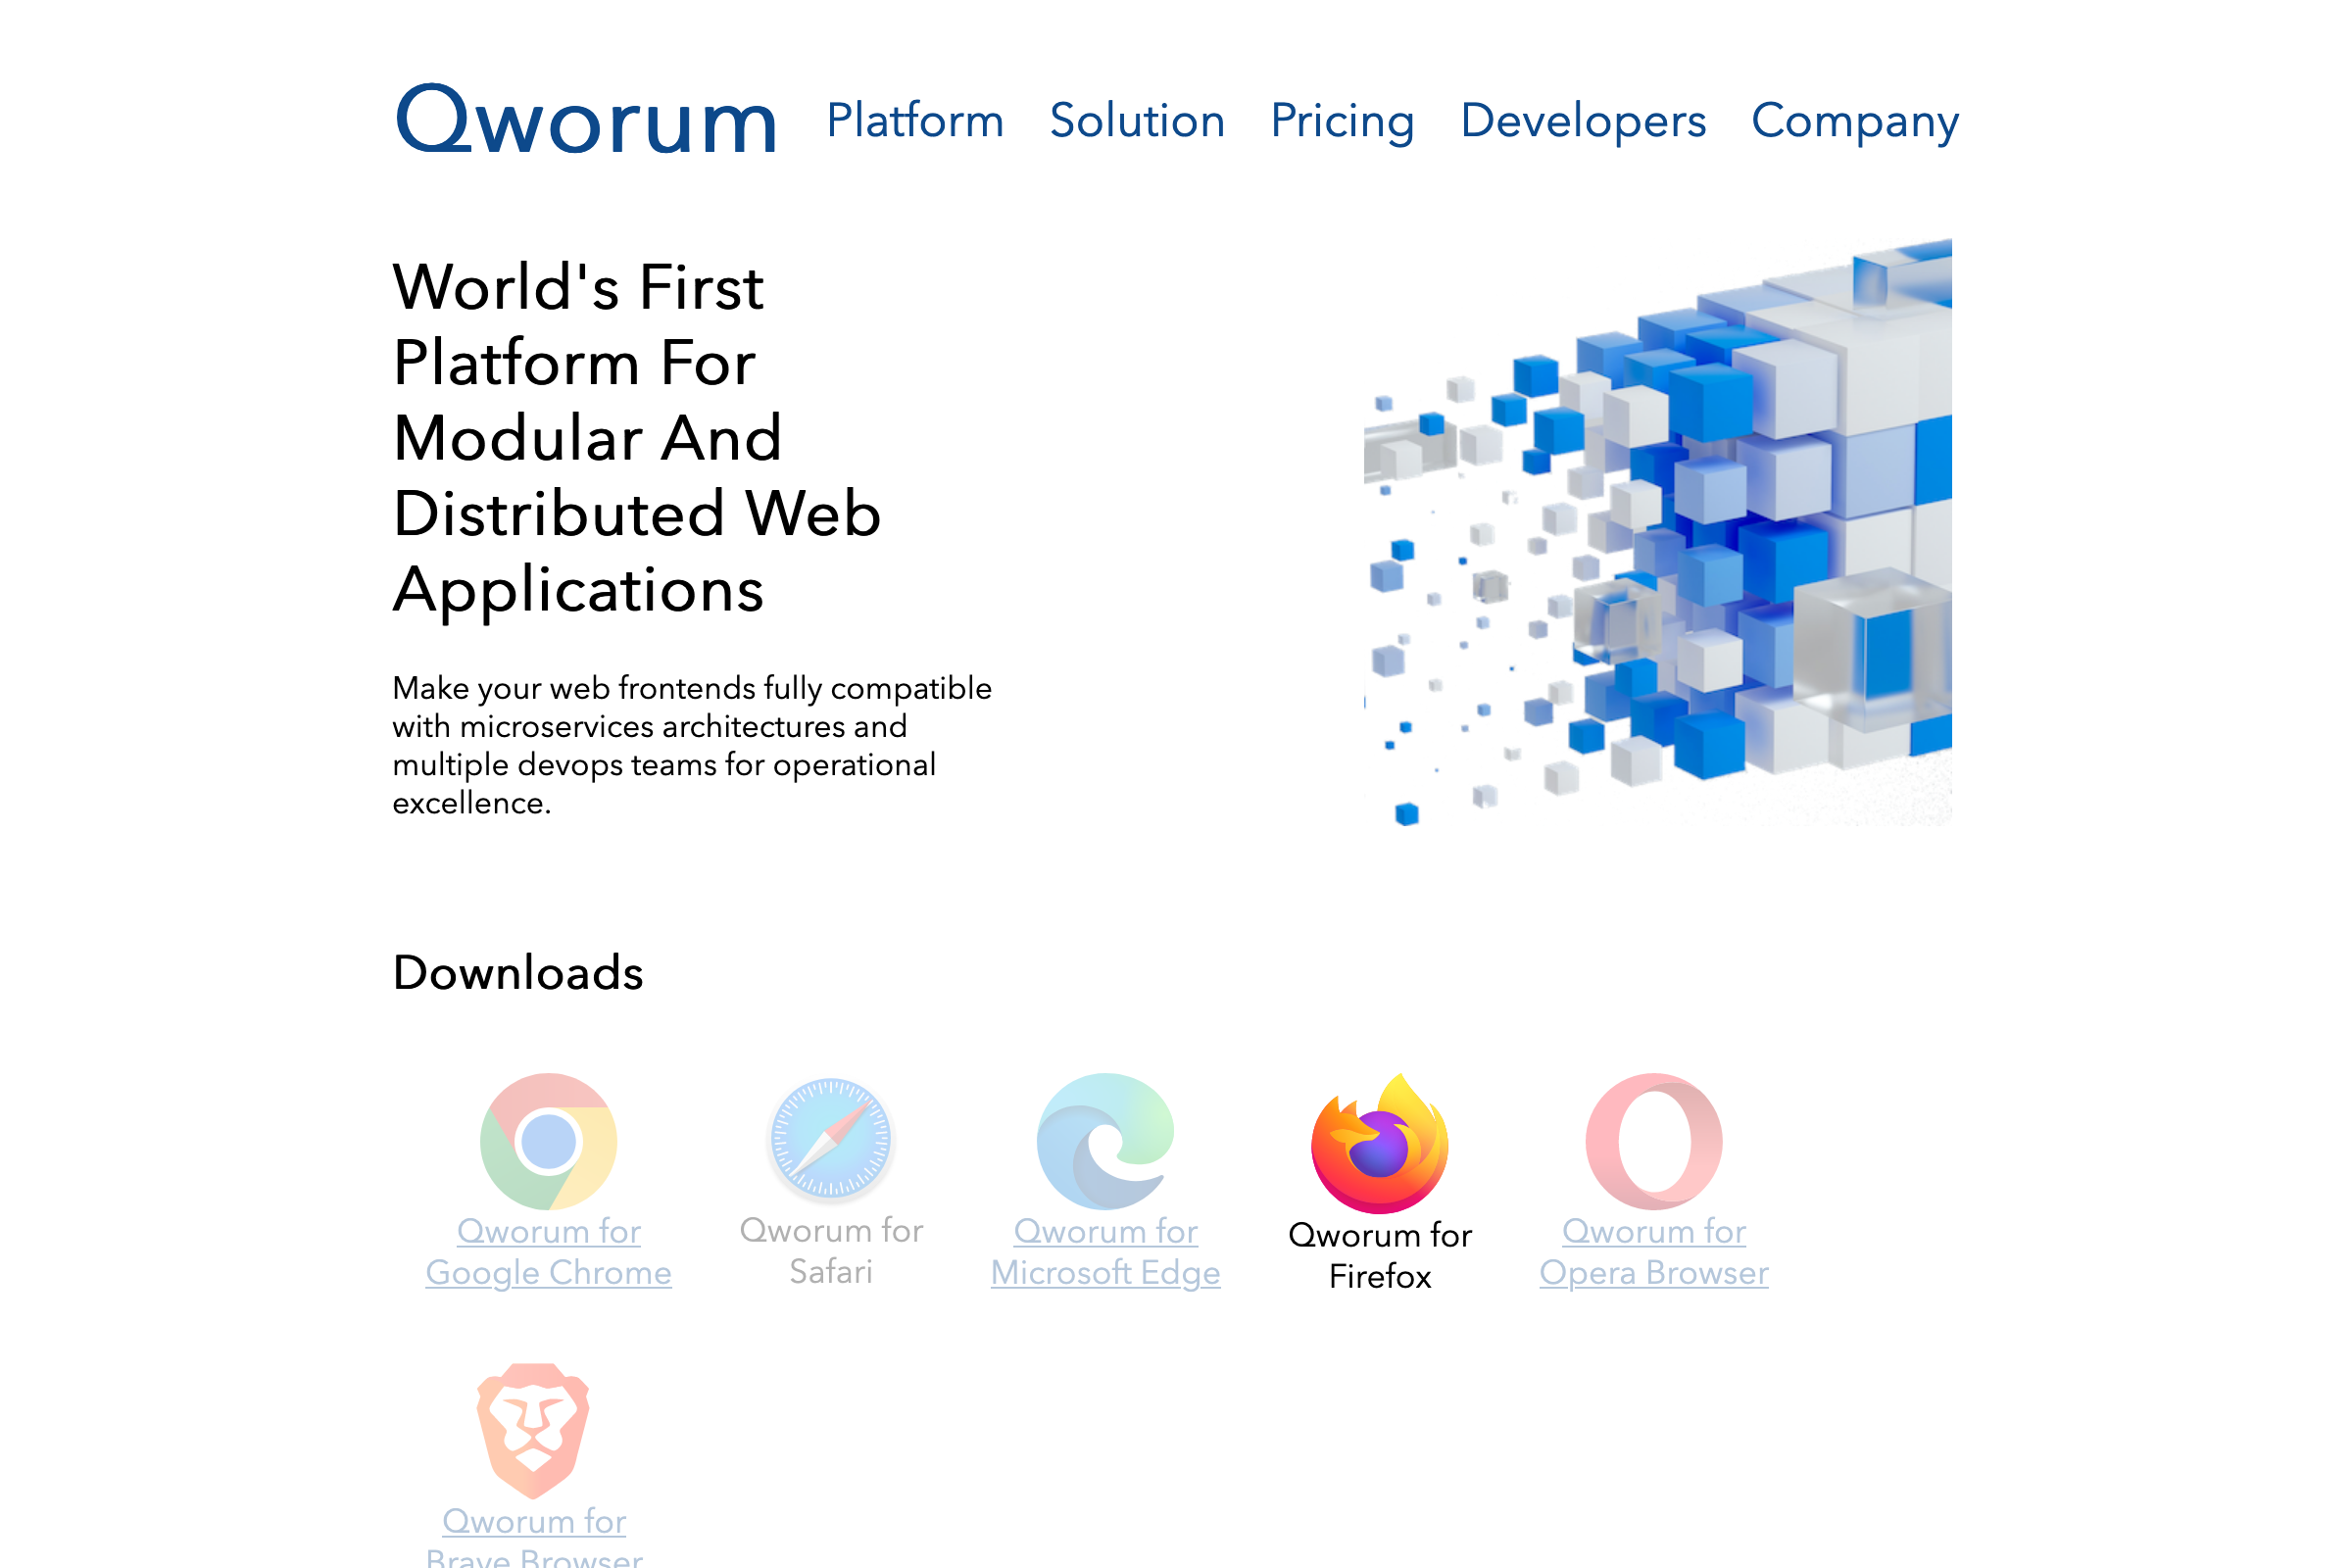 Qworum Platform Solution Pricing Developers Company
World's First
Platform For
Modular And
Distributed Web
Applications
Make your web frontends fully compatible
with microservices architectures and
multiple devops teams for operational
excellence.
Downloads
Qworum for
Google Chrome
Qworum for
Safari
Qworum for
Microsoft Edge
Qworum for
Firefox
Qworum for
Opera Browser
Qworum for
Brave Browser